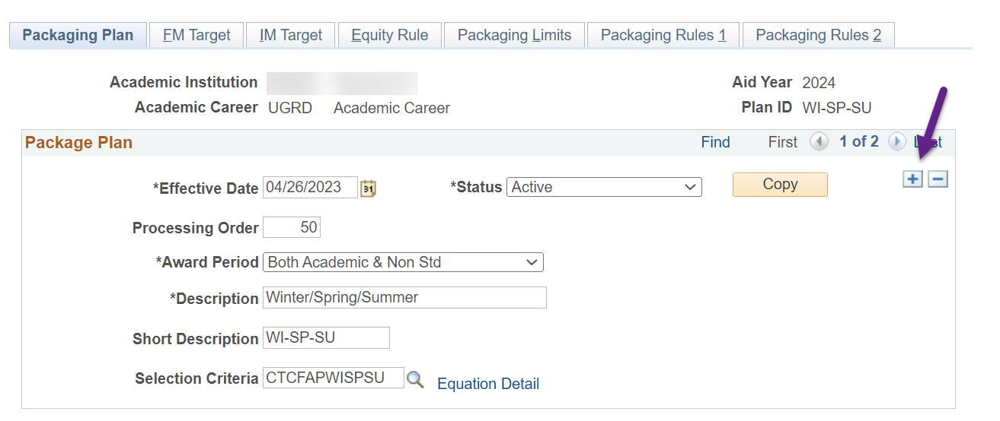 Packaging Plan FM Target IM Target Equity Rule Packaging Limits Packaging Rules 1 Packaging Rules 2
Academic Institution Aid Year 2024
Academic Career UGRD Academic Career Plan ID WI-SP-SU
Package Plan Find First 1 of 2 Last
*Effective Date 04/26/2023 31 *Status Active Copy
Processing Order 50
*Award Period Both Academic & Non Std
*Description Winter/Spring/Summer
Short Description WI-SP-SU
Selection Criteria CTCFAPWISPSU Equation Detail